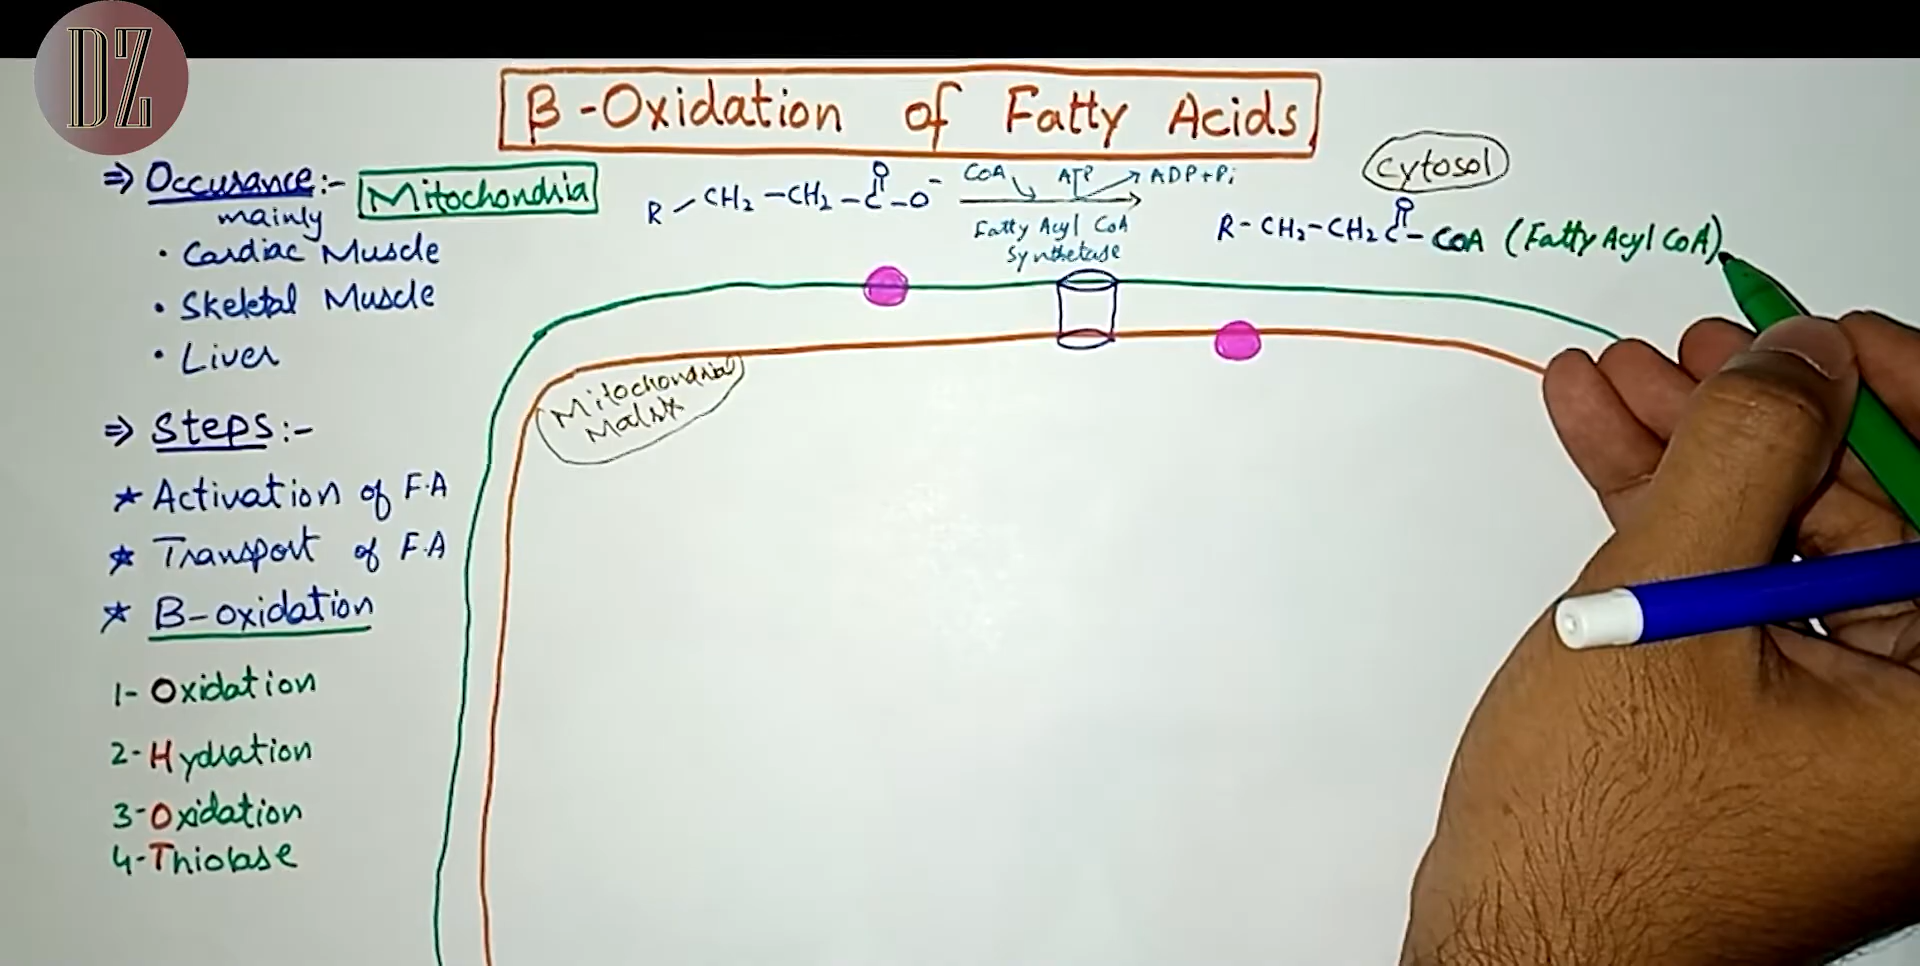 DZ
β-Oxidation of Fatty Acids
⇒ Occurance:- Mitochondria
mainly
• Cardiac Muscle
• Skeletal Muscle
• Liver
⇒ Steps:-
★ Activation of F.A
★ Transport of F.A
★ B-oxidation
1- Oxidation
2- Hydration
3- Oxidation
4- Thiolase
R-CH₂-CH₂-C-O⁻
O
CoA ATP ADP+Pi
Fatty Acyl CoA
Synthetase
Cytosol
O
R-CH₂-CH₂C-COA (Fatty Acyl CoA)
Mitochondrial
Matrix